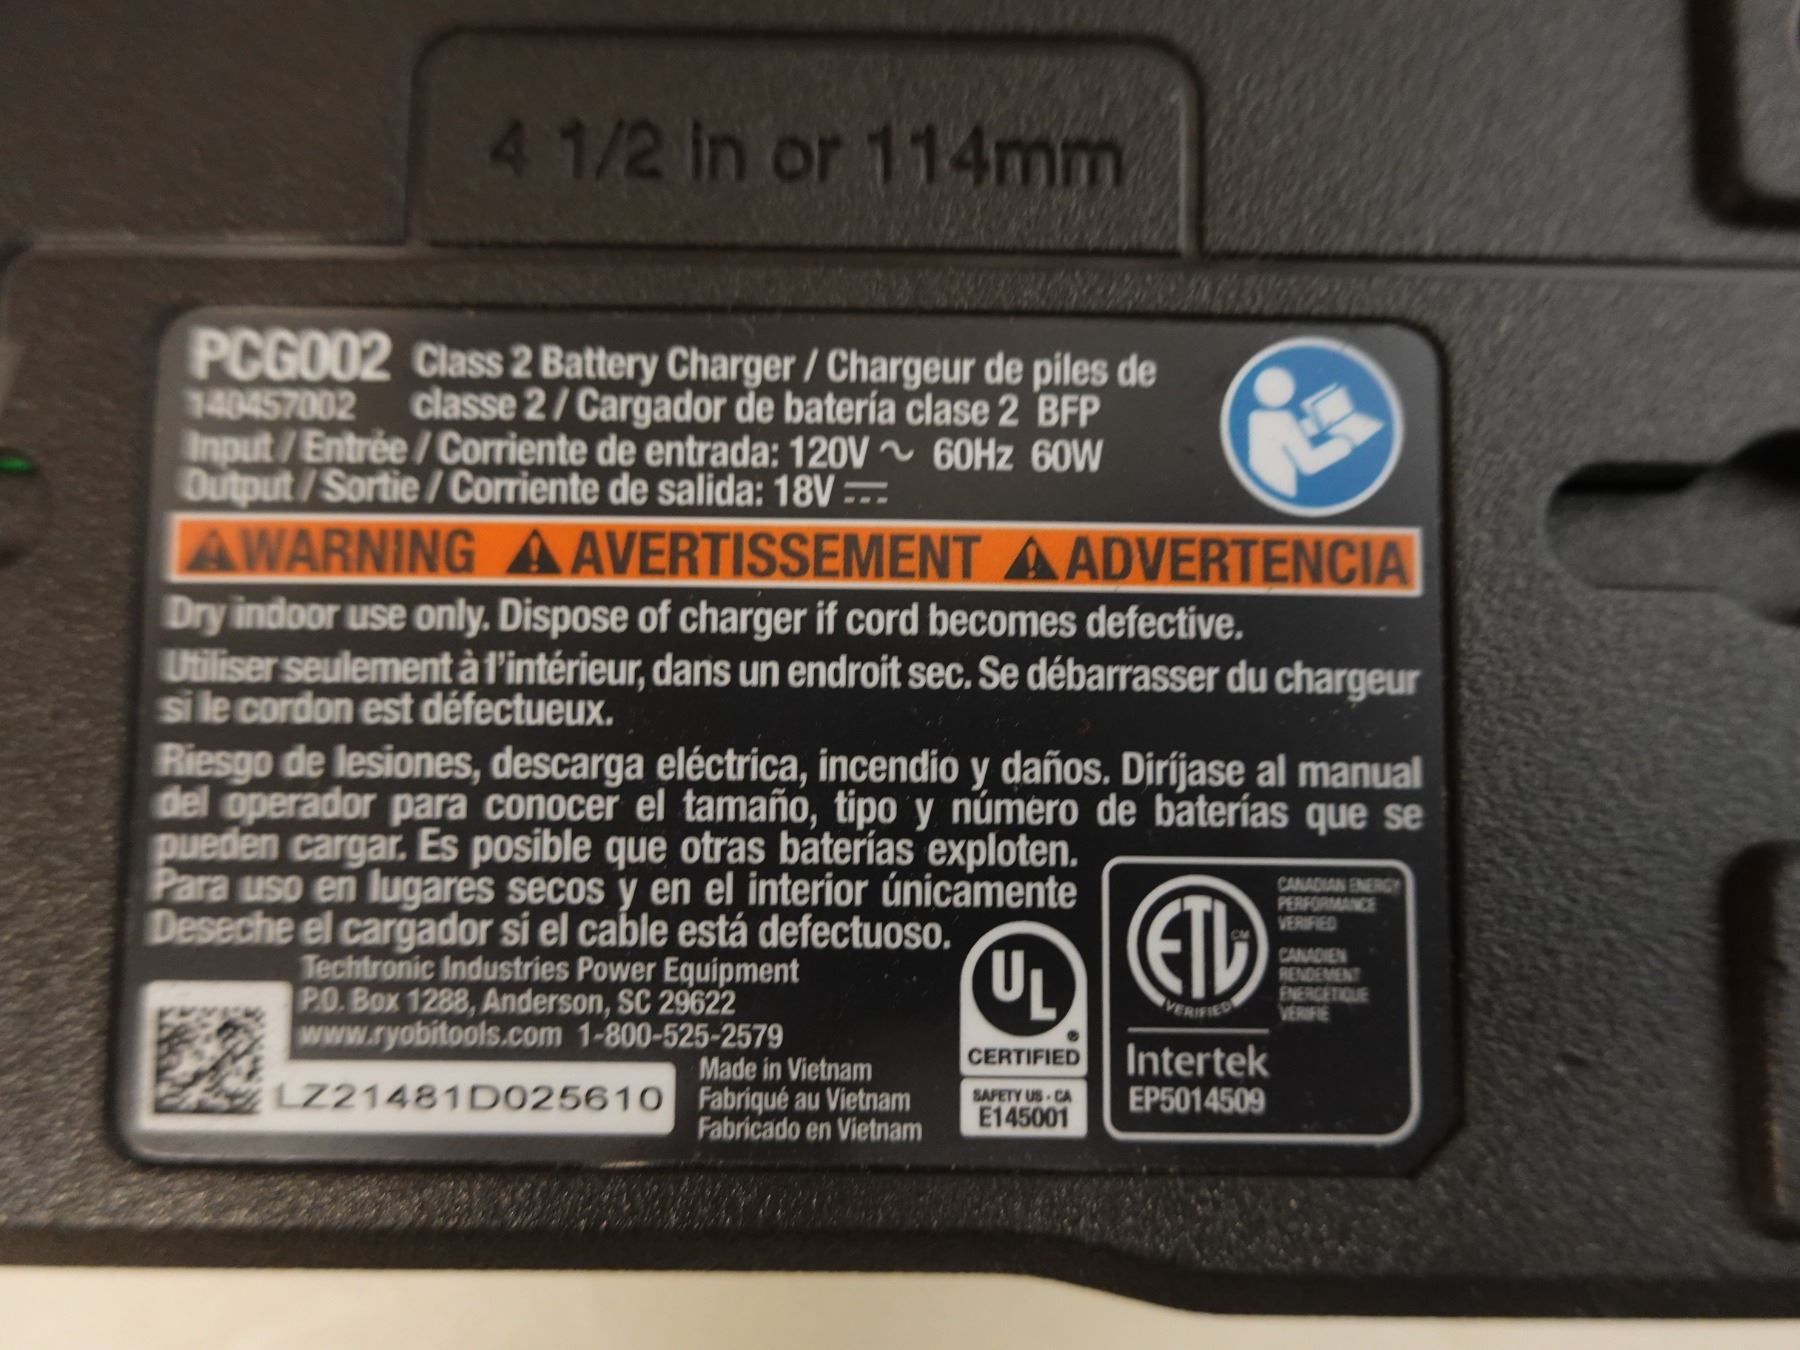 4 1/2 in or 114mm
PCG002 Class 2 Battery Charger / Chargeur de piles de
140457002 classe 2 / Cargador de batería clase 2 BFP
Input / Entrée / Corriente de entrada: 120V ~ 60Hz 60W
Output / Sortie / Corriente de salida: 18V ⎓
⚠WARNING ⚠AVERTISSEMENT ⚠ADVERTENCIA
Dry indoor use only. Dispose of charger if cord becomes defective.
Utiliser seulement à l'intérieur, dans un endroit sec. Se débarrasser du chargeur
si le cordon est défectueux.
Riesgo de lesiones, descarga eléctrica, incendio y daños. Diríjase al manual
del operador para conocer el tamaño, tipo y número de baterías que se
pueden cargar. Es posible que otras baterías exploten.
Para uso en lugares secos y en el interior únicamente
Deseche el cargador si el cable está defectuoso.
Techtronic Industries Power Equipment
P.O. Box 1288, Anderson, SC 29622
www.ryobitools.com 1-800-525-2579
LZ21481D025610
Made in Vietnam
Fabriqué au Vietnam
Fabricado en Vietnam
UL ®
CERTIFIED
SAFETY US - CA
E145001
ETL CM
VERIFIED
CANADIAN ENERGY
PERFORMANCE
VERIFIED
CANADIEN
RENDEMENT
ENERGÉTIQUE
VÉRIFIÉ
Intertek
EP5014509